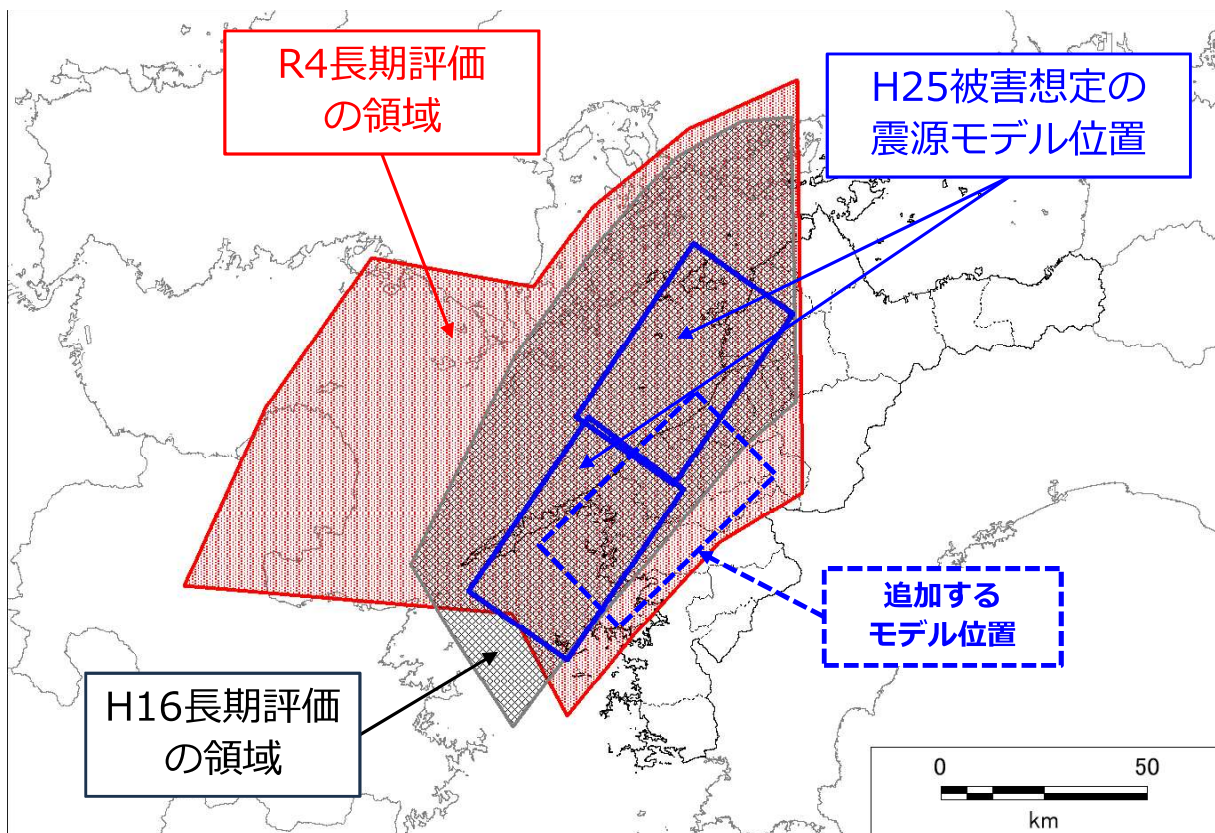 R4長期評価
の領域
H25被害想定の
震源モデル位置
追加する
モデル位置
H16長期評価
の領域
0 50
km